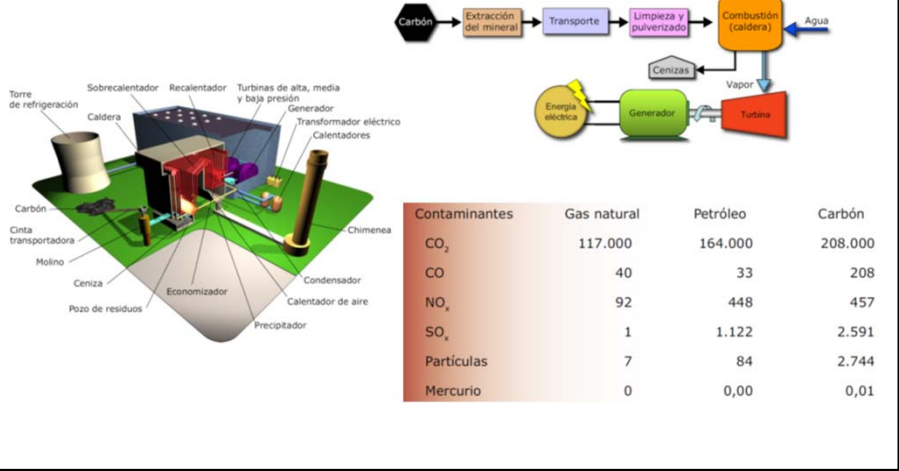 Carbón
Extracción
del mineral
Transporte
Limpieza y
pulverizado
Combustión
(caldera)
Agua
Cenizas
Vapor
Energía
eléctrica
Generador
Turbina
Torre
de refrigeración
Sobrecalentador
Recalentador
Turbinas de alta, media
y baja presión
Generador
Transformador eléctrico
Calentadores
Caldera
Carbón
Cinta
transportadora
Molino
Ceniza
Pozo de residuos
Economizador
Precipitador
Calentador de aire
Condensador
Chimenea
Contaminantes Gas natural Petróleo Carbón
CO₂ 117.000 164.000 208.000
CO 40 33 208
NOₓ 92 448 457
SOₓ 1 1.122 2.591
Partículas 7 84 2.744
Mercurio 0 0,00 0,01